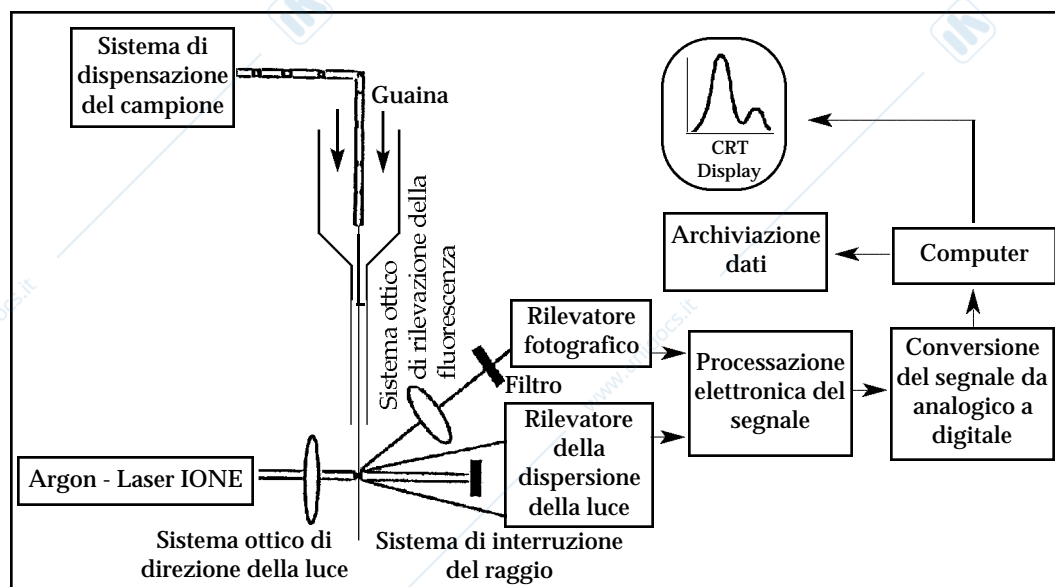 Sistema di
dispensazione
del campione
Guaina
CRT
Display
Sistema ottico
di rilevazione della
fluorescenza
Archiviazione
dati
Computer
Rilevatore
fotografico
Filtro
Processazione
elettronica del
segnale
Conversione
del segnale da
analogico a
digitale
Rilevatore
della
dispersione
della luce
Argon - Laser IONE
Sistema ottico di
direzione della luce
Sistema di interruzione
del raggio